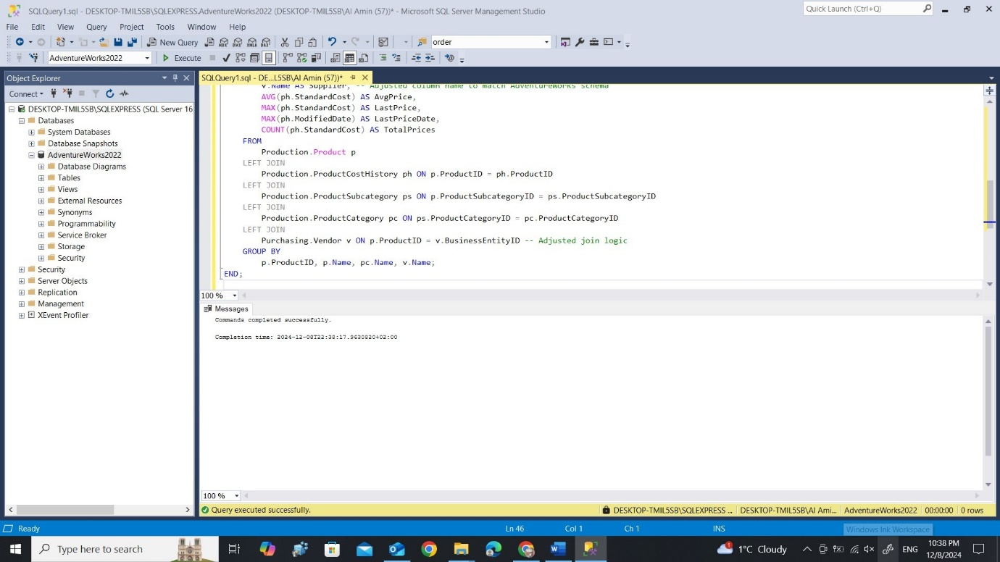 SQLQuery1.sql - DESKTOP-TMIL5SB\SQLEXPRESS.AdventureWorks2022 (DESKTOP-TMIL5SB\Al Amin (57))* - Microsoft SQL Server Management Studio
Quick Launch (Ctrl+Q)
File Edit View Query Project Tools Window Help
New Query
order
AdventureWorks2022
Execute
Object Explorer
Connect
DESKTOP-TMIL5SB\SQLEXPRESS (SQL Server 16
Databases
System Databases
Database Snapshots
AdventureWorks2022
Database Diagrams
Tables
Views
External Resources
Synonyms
Programmability
Service Broker
Storage
Security
Security
Server Objects
Replication
Management
XEvent Profiler
SQLQuery1.sql - DE...L5SB\Al Amin (57))*
v.Name AS Supplier, -- Adjusted column name to match AdventureWorks schema
AVG(ph.StandardCost) AS AvgPrice,
MAX(ph.StandardCost) AS LastPrice,
MAX(ph.ModifiedDate) AS LastPriceDate,
COUNT(ph.StandardCost) AS TotalPrices
FROM
Production.Product p
LEFT JOIN
Production.ProductCostHistory ph ON p.ProductID = ph.ProductID
LEFT JOIN
Production.ProductSubcategory ps ON p.ProductSubcategoryID = ps.ProductSubcategoryID
LEFT JOIN
Production.ProductCategory pc ON ps.ProductCategoryID = pc.ProductCategoryID
LEFT JOIN
Purchasing.Vendor v ON p.ProductID = v.BusinessEntityID -- Adjusted join logic
GROUP BY
p.ProductID, p.Name, pc.Name, v.Name;
END;
100 %
Messages
Commands completed successfully.
Completion time: 2024-12-08T22:38:17.9630820+02:00
100 %
Query executed successfully.
DESKTOP-TMIL5SB\SQLEXPRESS ... DESKTOP-TMIL5SB\Al Ami... AdventureWorks2022 00:00:00 0 rows
Ready
Ln 46 Col 1 Ch 1 INS
Windows Ink Workspace
Type here to search
1
1°C Cloudy
ENG
10:38 PM
12/8/2024